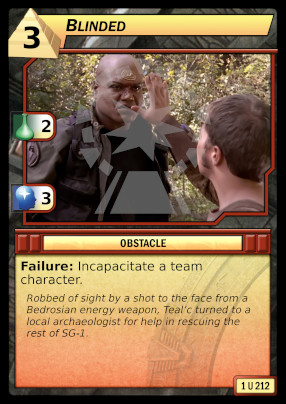 3
BLINDED
2
3
OBSTACLE
Failure: Incapacitate a team
character.
Robbed of sight by a shot to the face from a
Bedrosian energy weapon, Teal'c turned to a
local archaeologist for help in rescuing the
rest of SG-1.
1 U 212